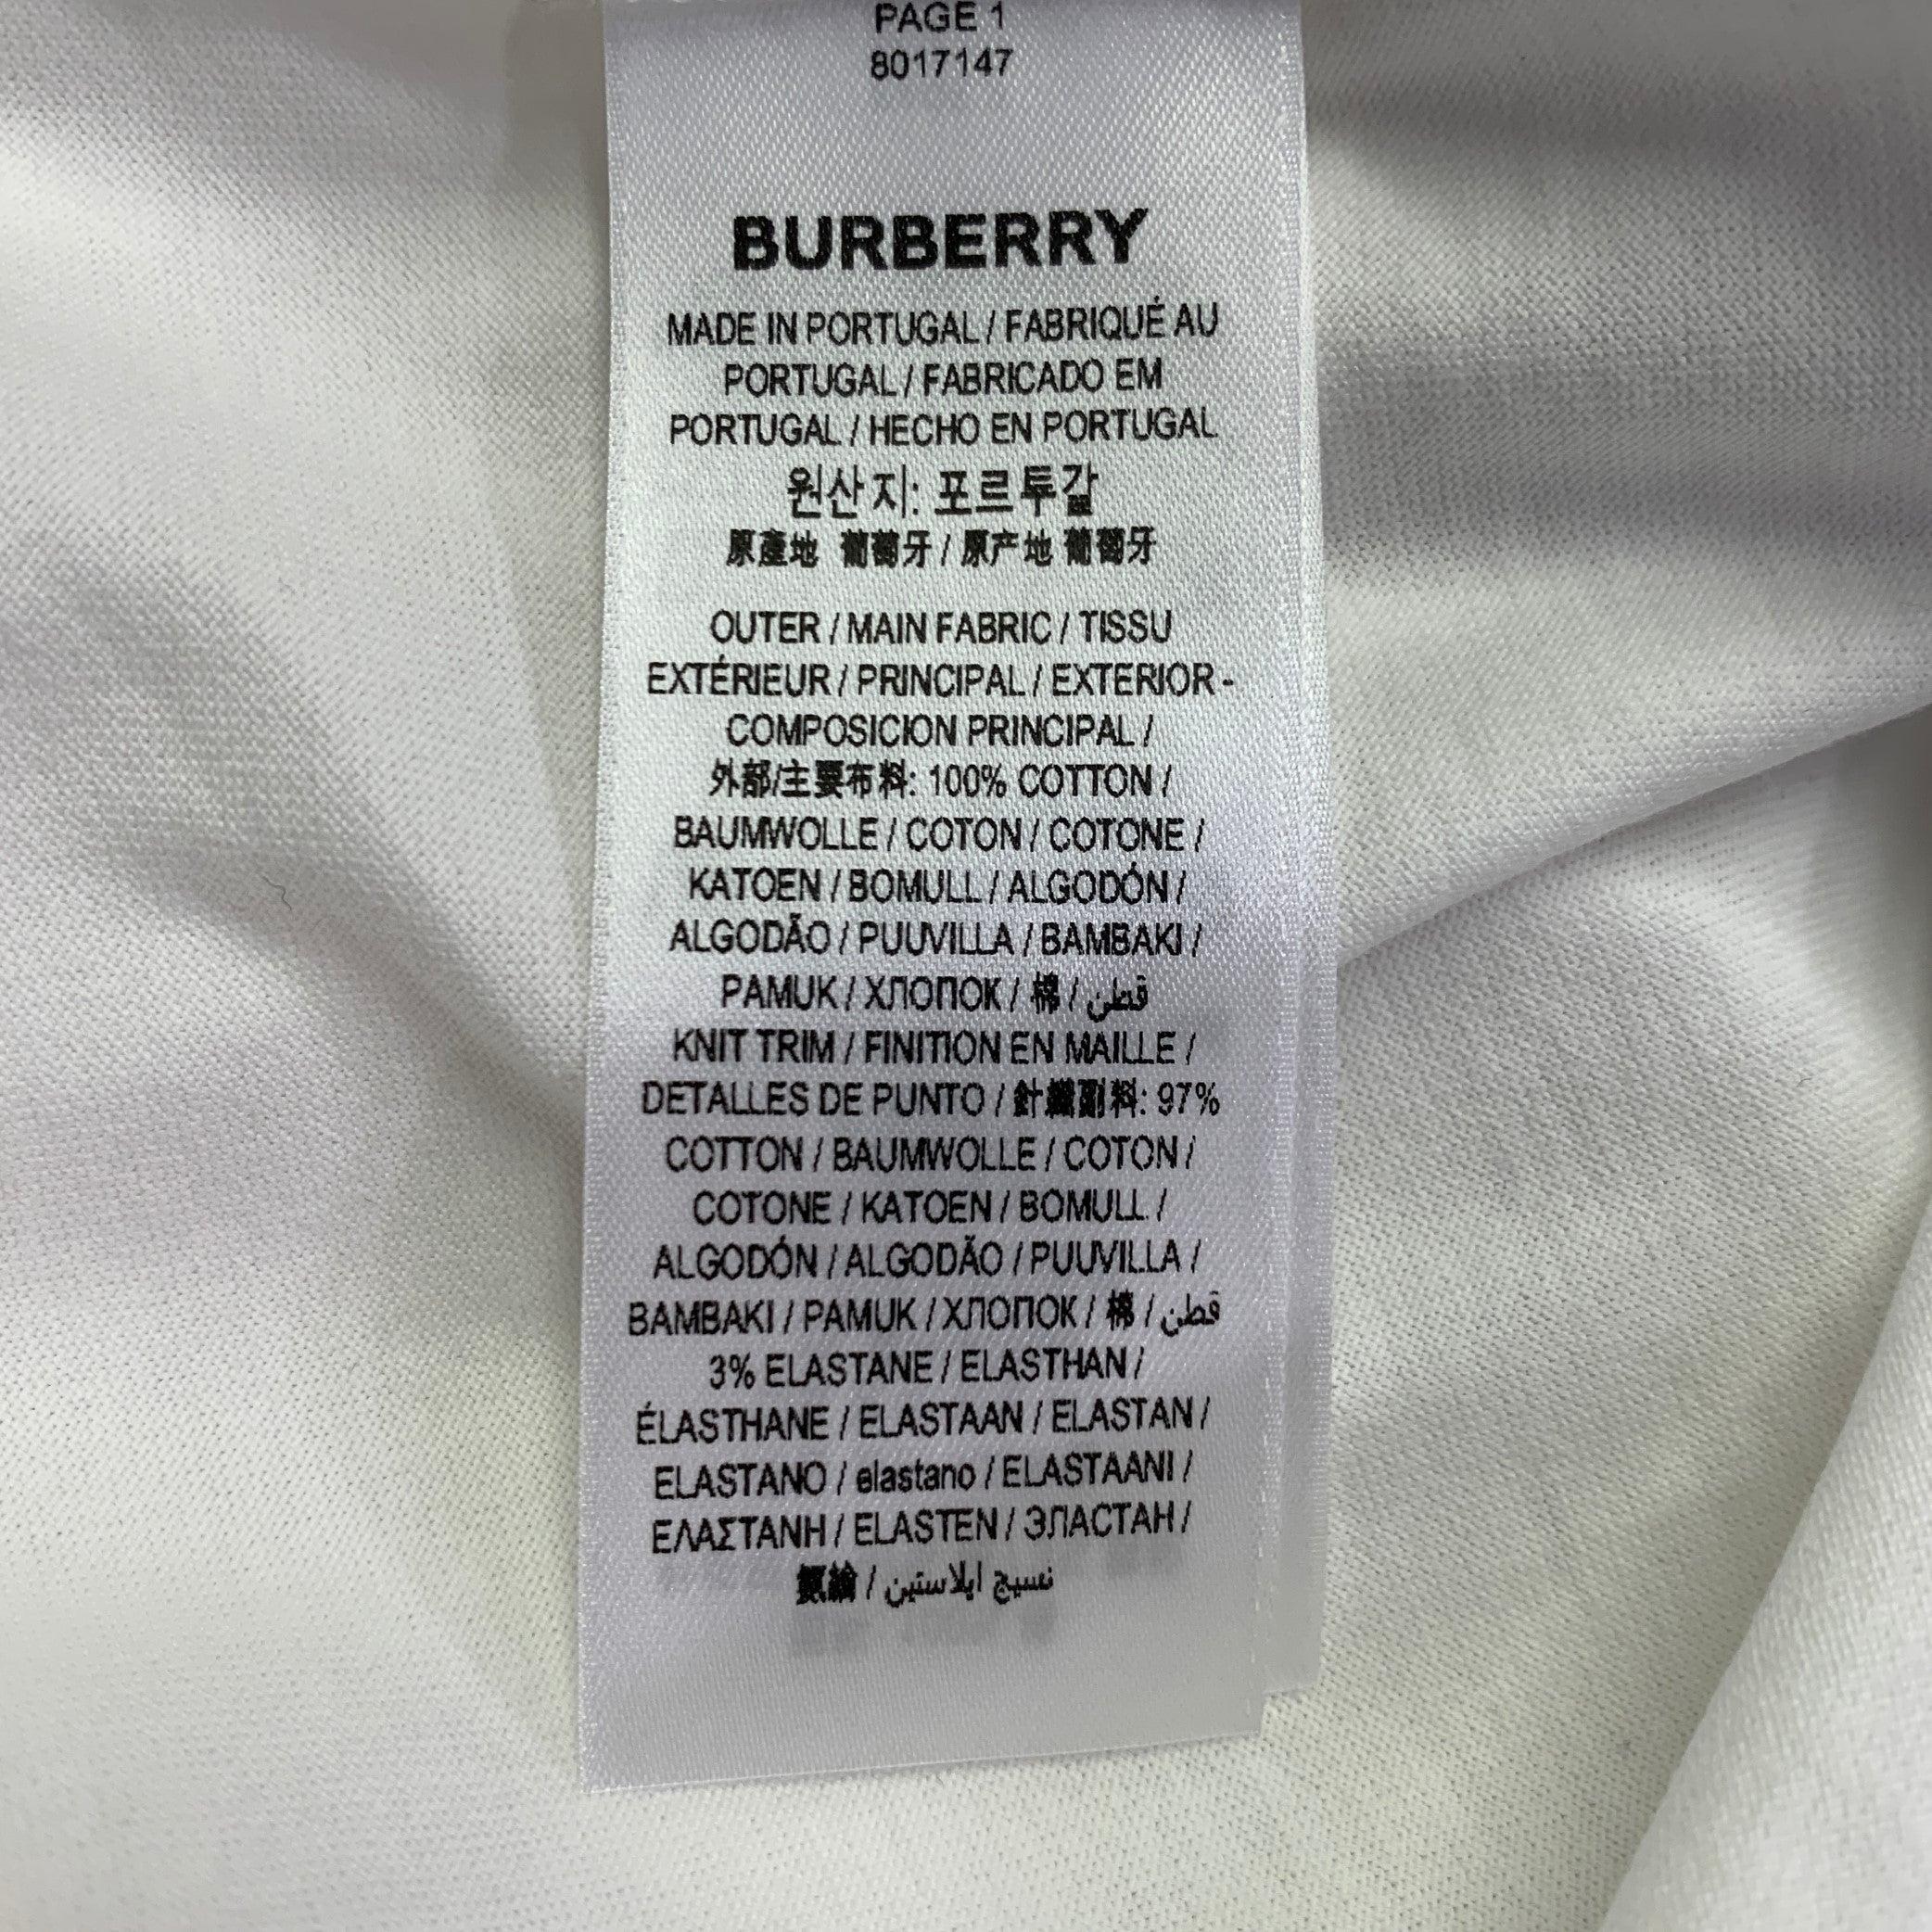 PAGE 1
8017147
BURBERRY
MADE IN PORTUGAL / FABRIQUÉ AU
PORTUGAL / FABRICADO EM
PORTUGAL / HECHO EN PORTUGAL
원산지: 포르투갈
原產地 葡萄牙 / 原产地 葡萄牙
OUTER / MAIN FABRIC / TISSU
EXTÉRIEUR / PRINCIPAL / EXTERIOR -
COMPOSICION PRINCIPAL /
外部/主要布料: 100% COTTON /
BAUMWOLLE / COTON / COTONE /
KATOEN / BOMULL / ALGODÓN /
ALGODÃO / PUUVILLA / BAMBAKI /
PAMUK / ХЛОПОК / 棉 / قطن
KNIT TRIM / FINITION EN MAILLE /
DETALLES DE PUNTO / 針織副料: 97%
COTTON / BAUMWOLLE / COTON /
COTONE / KATOEN / BOMULL /
ALGODÓN / ALGODÃO / PUUVILLA /
BAMBAKI / PAMUK / ХЛОПОК / 棉 / قطن
3% ELASTANE / ELASTHAN /
ÉLASTHANE / ELASTAAN / ELASTAN /
ELASTANO / elastano / ELASTAANI /
ΕΛΑΣΤΑΝΗ / ELASTEN / ЭЛАСТАН /
氨綸 / نسيج ايلاستين